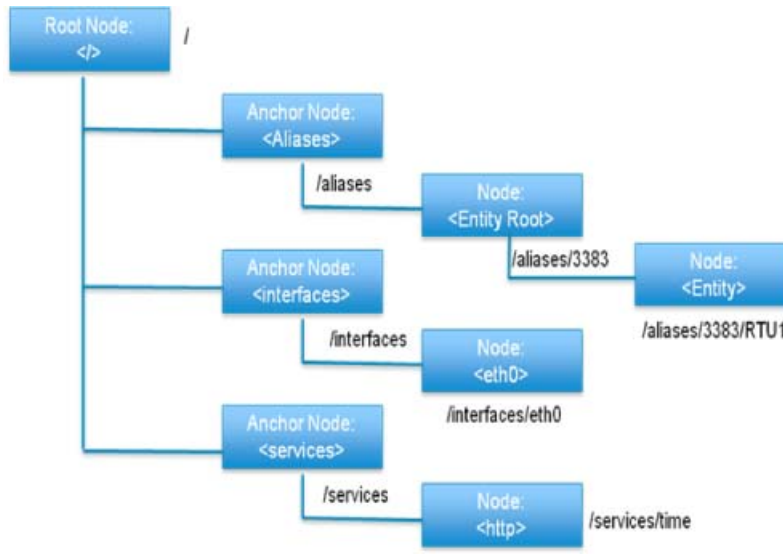 Root Node:
</>
/
Anchor Node:
<Aliases>
/aliases
Node:
<Entity Root>
/aliases/3383
Node:
<Entity>
/aliases/3383/RTU1
Anchor Node:
<interfaces>
/interfaces
Node:
<eth0>
/interfaces/eth0
Anchor Node:
<services>
/services
Node:
<http>
/services/time